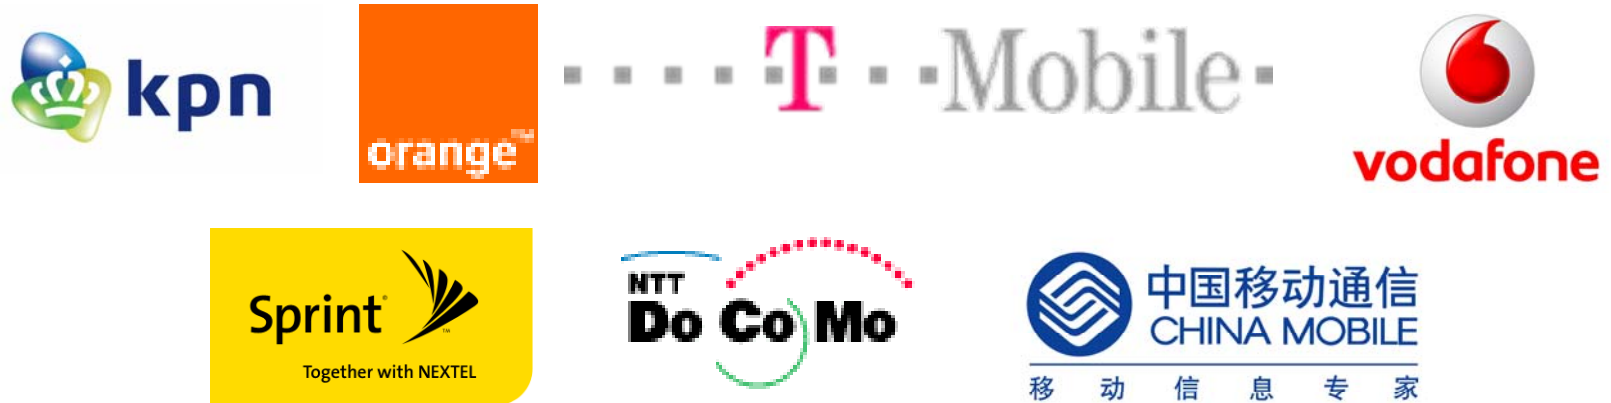 kpn
orange™
T Mobile
vodafone
Sprint
Together with NEXTEL
NTT
Do Co Mo
中国移动通信
CHINA MOBILE
移动信息专家